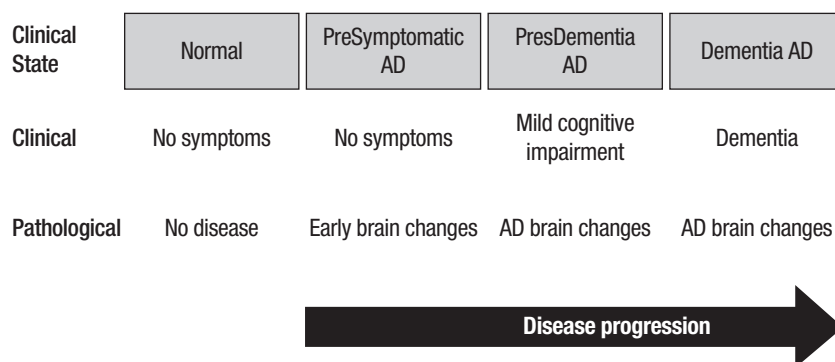 Clinical
State
Normal
PreSymptomatic
AD
PresDementia
AD
Dementia AD
Clinical
No symptoms
No symptoms
Mild cognitive
impairment
Dementia
Pathological
No disease
Early brain changes
AD brain changes
AD brain changes
Disease progression